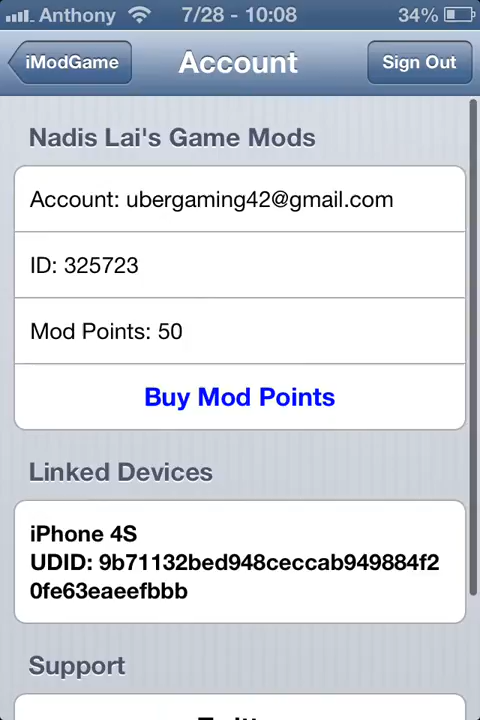 Anthony 7/28 - 10:08 34%
iModGame Account Sign Out
Nadis Lai's Game Mods
Account: ubergaming42@gmail.com
ID: 325723
Mod Points: 50
Buy Mod Points
Linked Devices
iPhone 4S
UDID: 9b71132bed948ceccab949884f2
0fe63eaeefbbb
Support